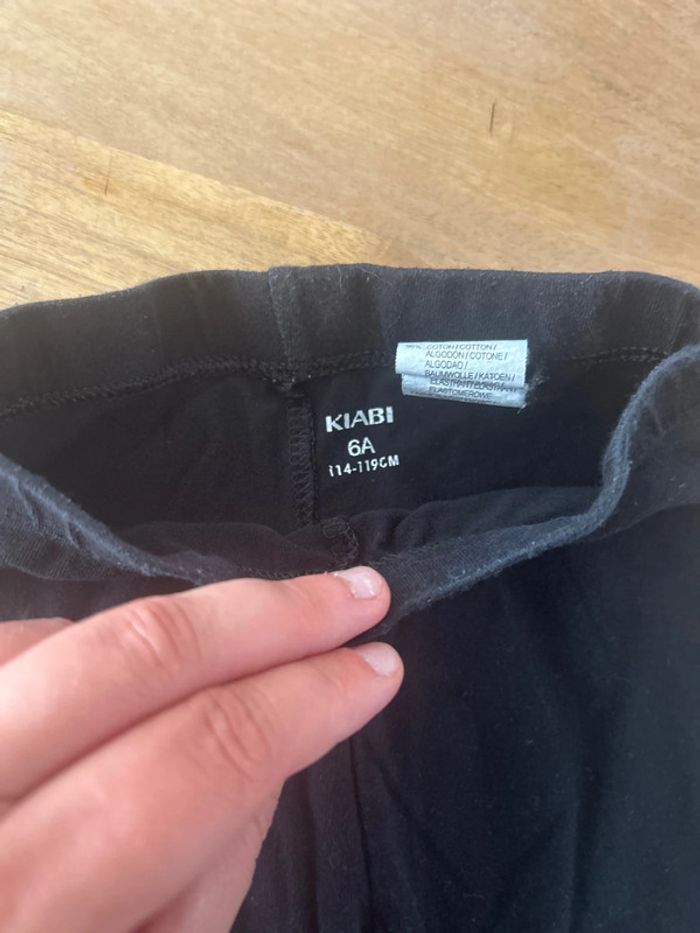 COTON / COTTON /
ALGODON / COTONE /
ALGODAO /
BAUMWOLLE / KATOEN /
KIABI
6A
114-119CM